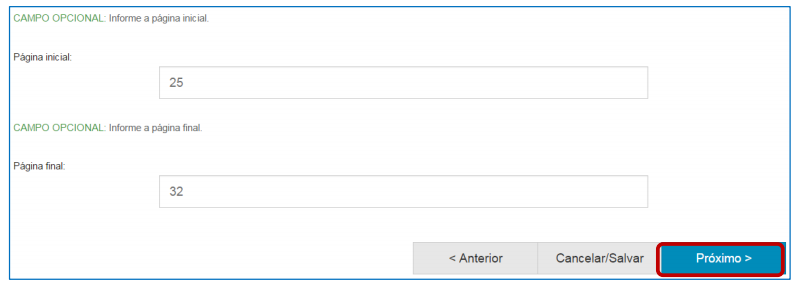 CAMPO OPCIONAL: Informe a página inicial.
Página inicial:
25
CAMPO OPCIONAL: Informe a página final.
Página final:
32
< Anterior Cancelar/Salvar Próximo >